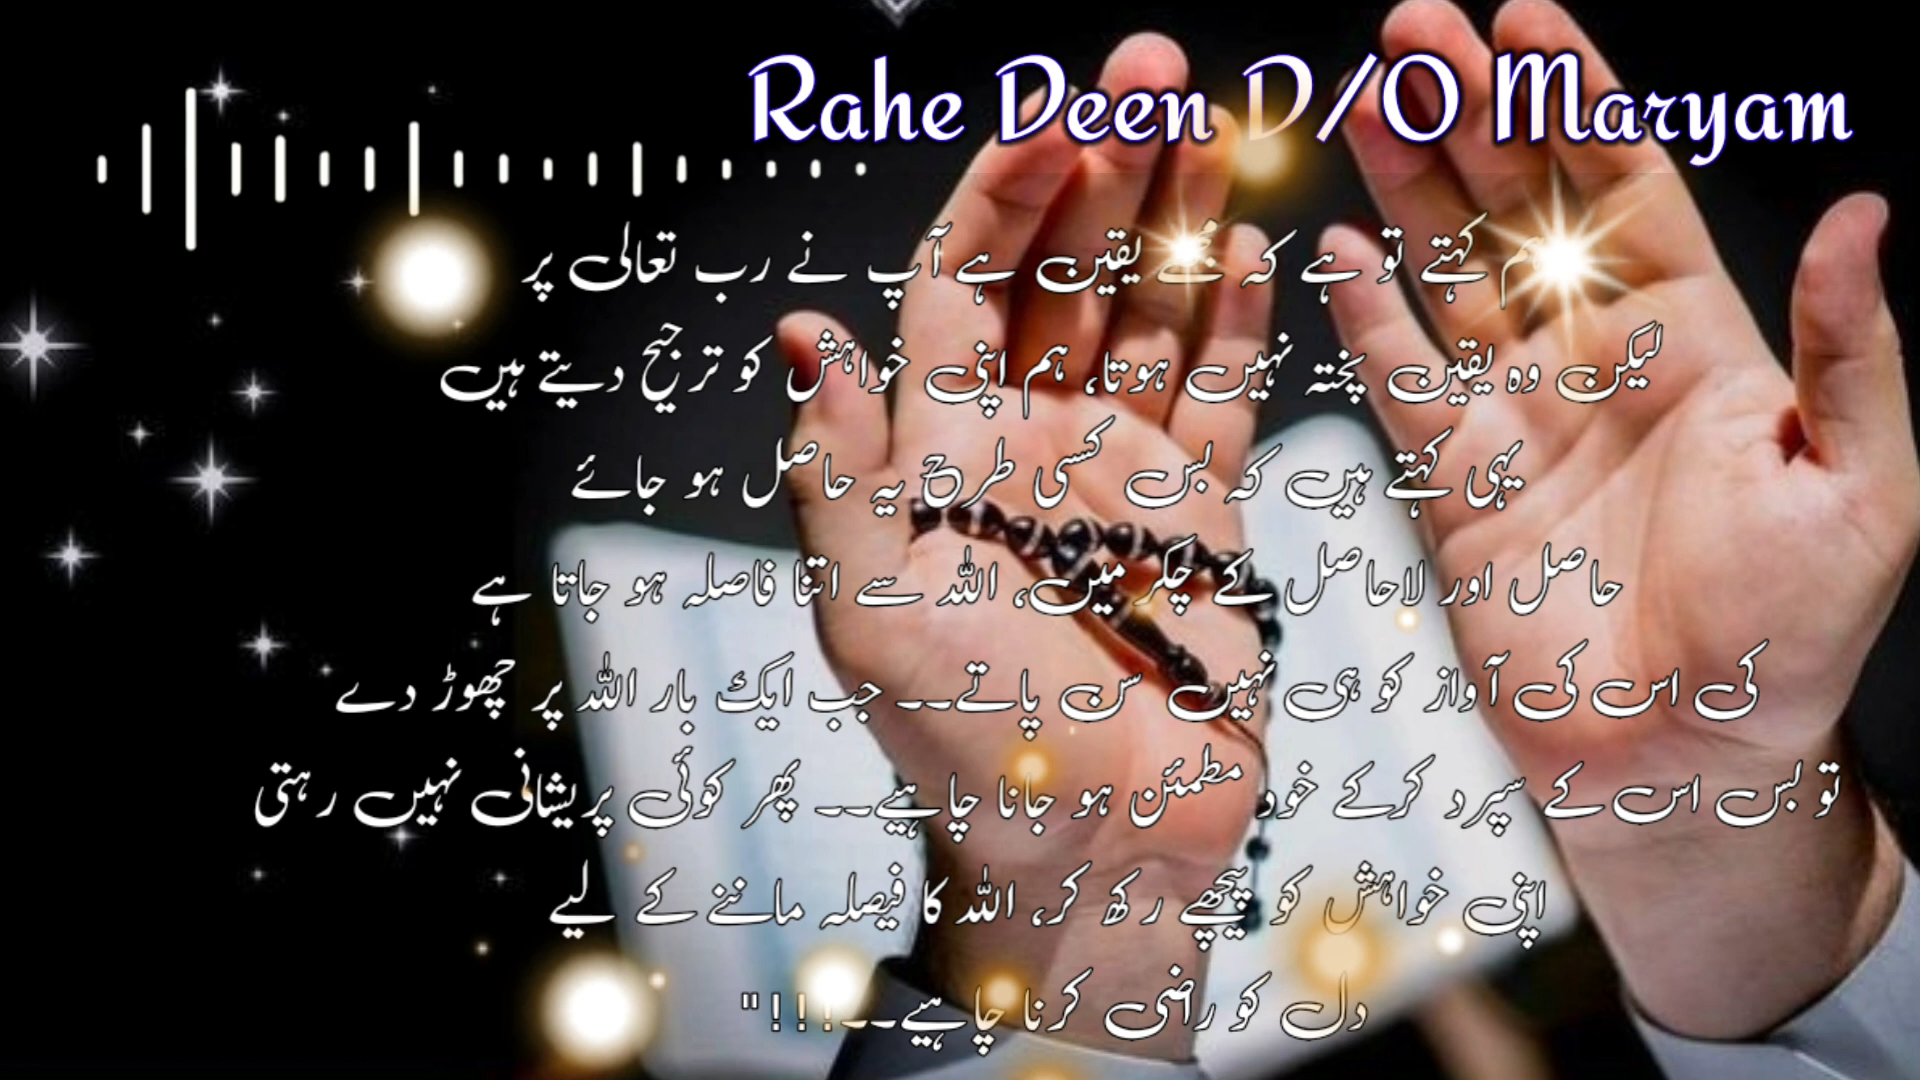 Rahe Deen D/O Maryam
ہم کہتے تو ہے کہ مجھے یقین ہے آپ نے رب تعالی پر
لیکن وہ یقین پختہ نہیں ہوتا، ہم اپنی خواہش کو ترجیح دیتے ہیں
یہی کہتے ہیں کہ بس کسی طرح یہ حاصل ہو جائے
حاصل اور لاحاصل کے چکر میں، اللہ سے اتنا فاصلہ ہو جاتا ہے
کی اس کی آواز کو ہی نہیں سن پاتے۔۔ جب ایک بار اللہ پر چھوڑ دے
تو بس اس کے سپرد کرکے خود مطمئن ہو جانا چاہیے۔۔ پھر کوئی پریشانی نہیں رہتی
اپنی خواہش کو پیچھے رکھ کر، اللہ کا فیصلہ ماننے کے لیے
دل کو راضی کرنا چاہیے۔۔!!!"